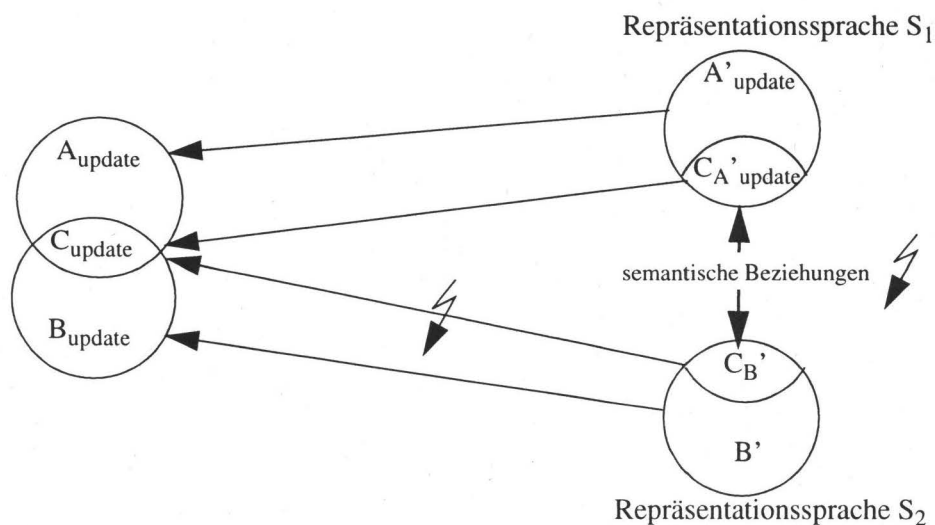 Repräsentationssprache S₁
A’update
Aupdate
CA’update
Cupdate
semantische Beziehungen
Bupdate
CB’
B’
Repräsentationssprache S₂